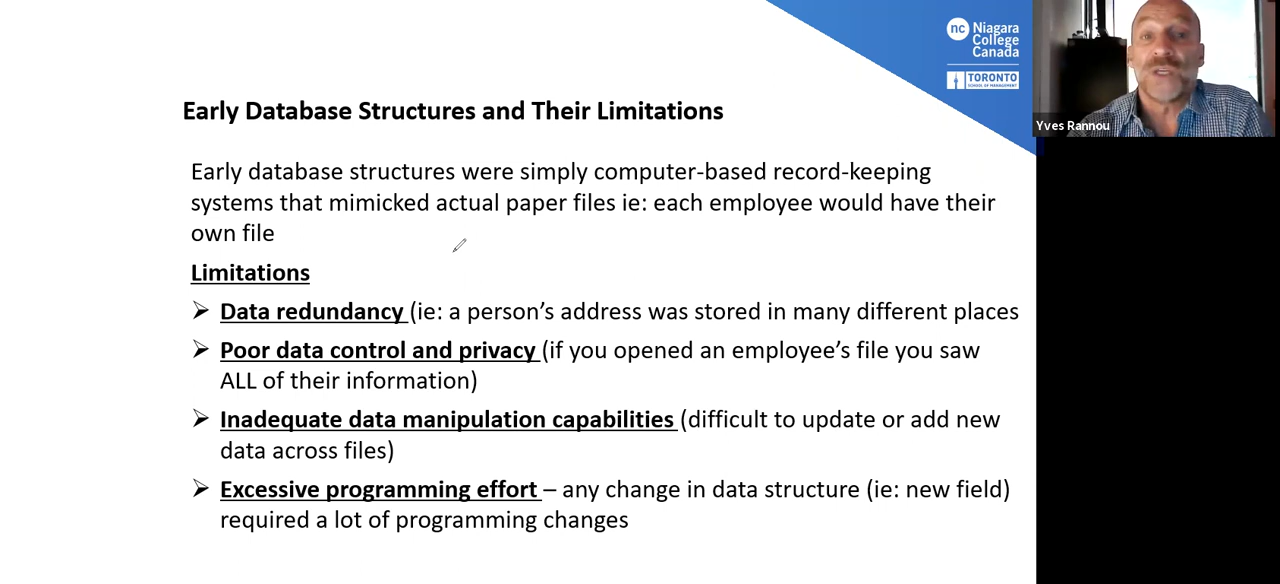 nc Niagara
College
Canada
TORONTO
SCHOOL OF MANAGEMENT
Yves Rannou
Early Database Structures and Their Limitations
Early database structures were simply computer-based record-keeping
systems that mimicked actual paper files ie: each employee would have their
own file
Limitations
➢ Data redundancy (ie: a person’s address was stored in many different places
➢ Poor data control and privacy (if you opened an employee’s file you saw
ALL of their information)
➢ Inadequate data manipulation capabilities (difficult to update or add new
data across files)
➢ Excessive programming effort – any change in data structure (ie: new field)
required a lot of programming changes